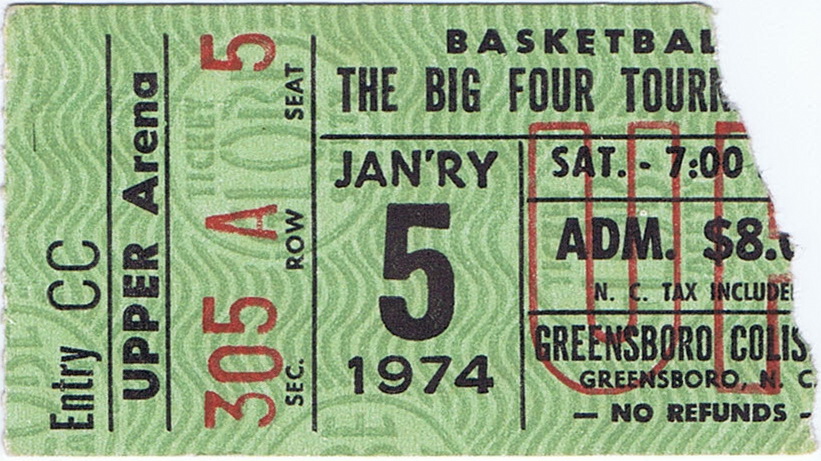 Entry CC
UPPER Arena
305 A 5
SEC. ROW SEAT
BASKETBAL
THE BIG FOUR TOURN
JAN'RY
5
1974
SAT. - 7:00
ADM. $8.
N. C. TAX INCLUDE
GREENSBORO COLIS
GREENSBORO, N. C.
— NO REFUNDS -